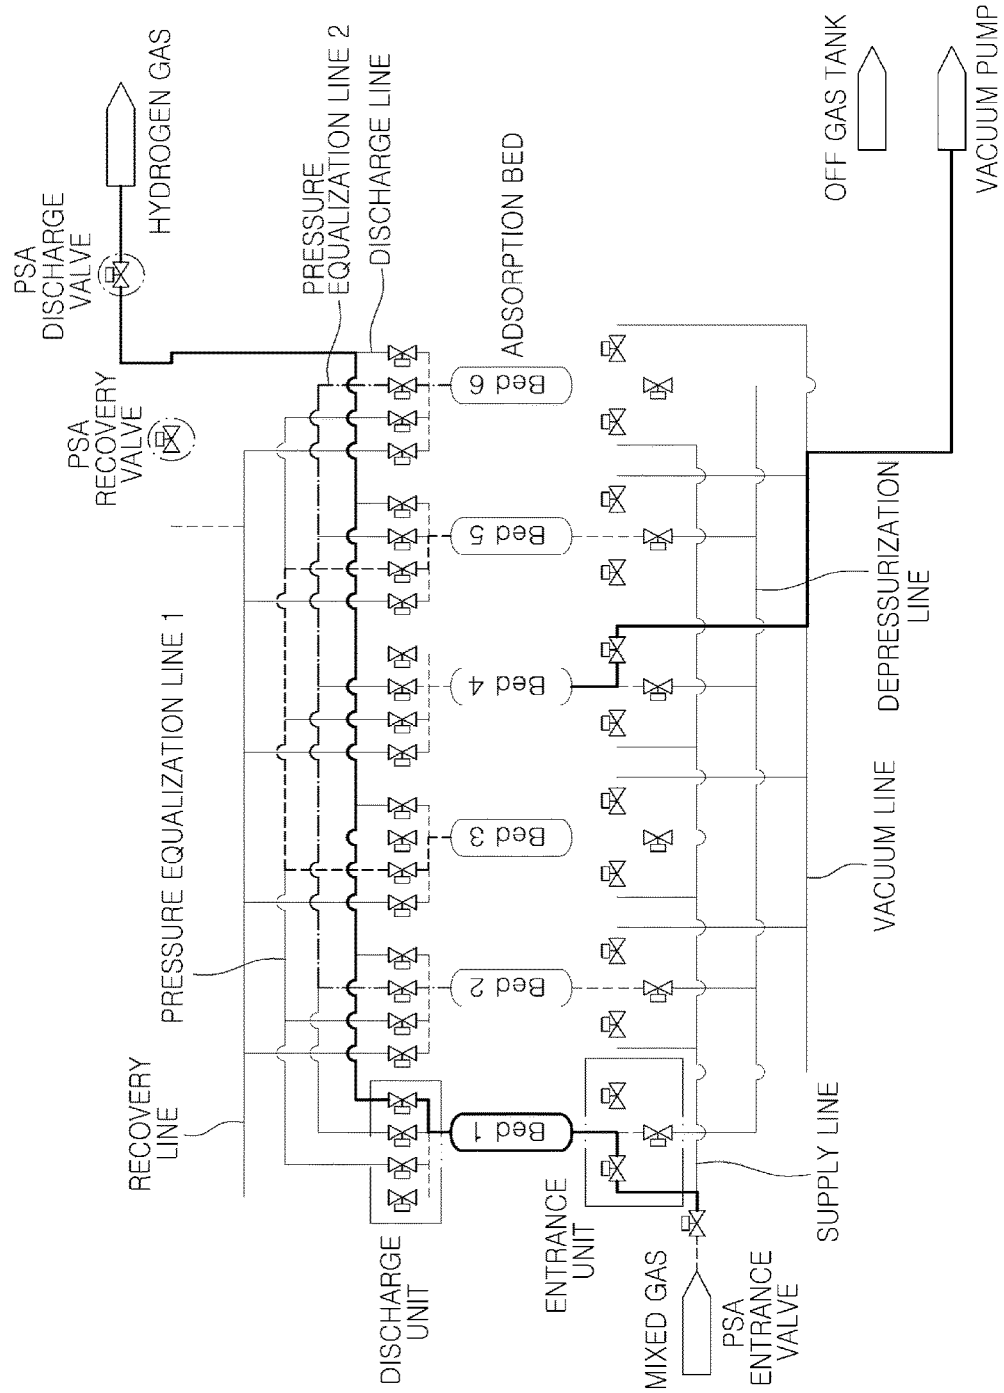 HYDROGEN GAS
PSA
DISCHARGE
VALVE
PSA
RECOVERY
VALVE
PRESSURE
EQUALIZATION LINE 2
DISCHARGE LINE
ADSORPTION BED
OFF GAS TANK
VACUUM PUMP
PRESSURE EQUALIZATION LINE 1
RECOVERY
LINE
Bed 1
Bed 2
Bed 3
Bed 4
Bed 5
Bed 6
DEPRESSURIZATION
LINE
VACUUM LINE
SUPPLY LINE
DISCHARGE
UNIT
ENTRANCE
UNIT
MIXED GAS
PSA
ENTRANCE
VALVE